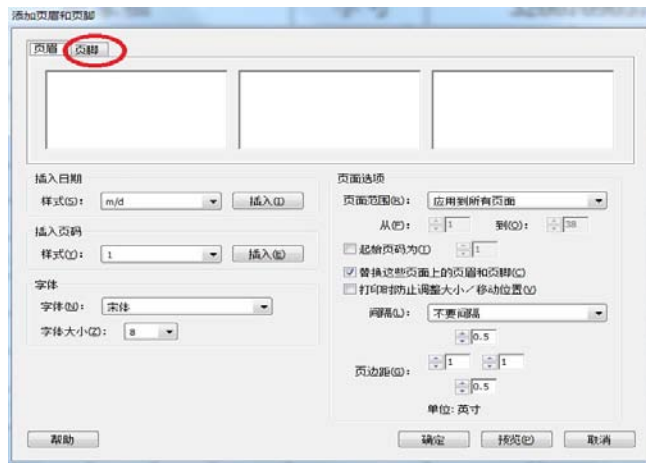 添加页眉和页脚
页眉 页脚
插入日期
样式(S): m/d 插入(I)
插入页码
样式(Y): 1 插入(E)
字体
字体(N): 宋体
字体大小(Z): 8
页面选项
页面范围(R): 应用到所有页面
从(F): 1 到(O): 38
起始页码为(I) 1
替换这些页面上的页眉和页脚(C)
打印时防止调整大小／移动位置(V)
间隔(L): 不要间隔
0.5
页边距(G): 1 1
0.5
单位: 英寸
帮助 确定 预览(P) 取消